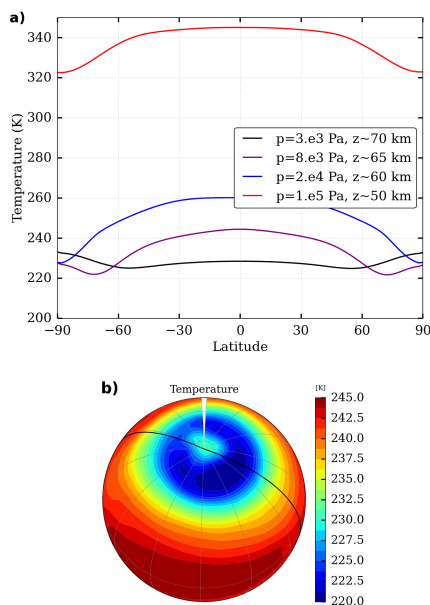 a)
Temperature (K)
340
320
300
280
260
240
220
200
p=3.e3 Pa, z~70 km
p=8.e3 Pa, z~65 km
p=2.e4 Pa, z~60 km
p=1.e5 Pa, z~50 km
−90
−60
−30
0
30
60
90
Latitude
b)
Temperature
[K]
245.0
242.5
240.0
237.5
235.0
232.5
230.0
227.5
225.0
222.5
220.0